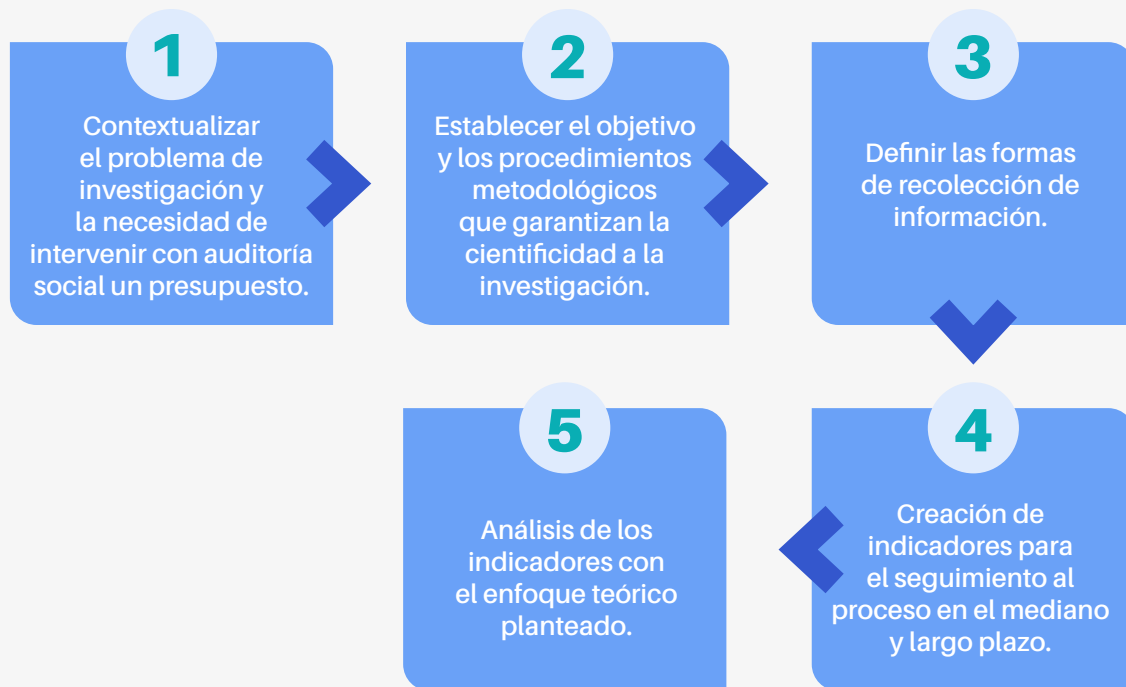 1
Contextualizar
el problema de
investigación y
la necesidad de
intervenir con auditoría
social un presupuesto.
2
Establecer el objetivo
y los procedimientos
metodológicos
que garantizan la
cientificidad a la
investigación.
3
Definir las formas
de recolección de
información.
4
Creación de
indicadores para
el seguimiento al
proceso en el mediano
y largo plazo.
5
Análisis de los
indicadores con
el enfoque teórico
planteado.